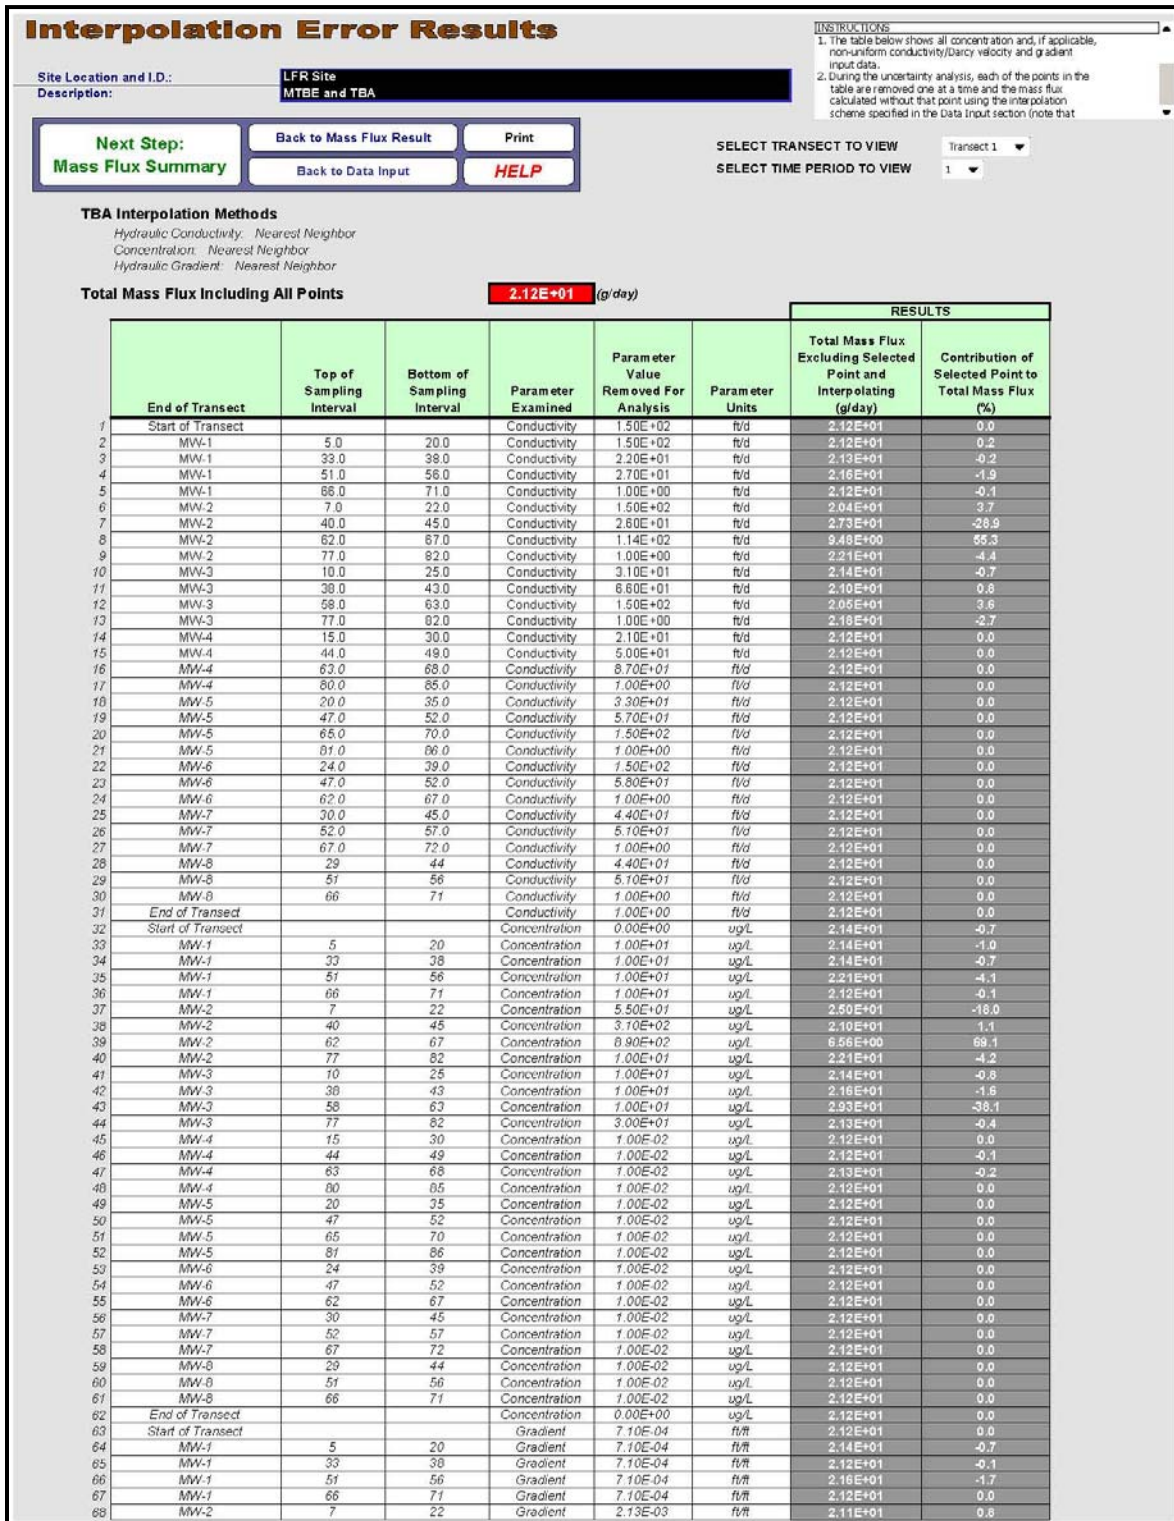 Interpolation Error Results
INSTRUCTIONS
1. The table below shows all concentration and, if applicable,
non-uniform conductivity/Darcy velocity and gradient
input data.
2. During the uncertainty analysis, each of the points in the
table are removed one at a time and the mass flux
calculated without that point using the interpolation
scheme specified in the Data Input section (note that
Site Location and I.D.: LFR Site
Description: MTBE and TBA
Next Step:
Mass Flux Summary
Back to Mass Flux Result
Print
Back to Data Input
HELP
SELECT TRANSECT TO VIEW Transect 1
SELECT TIME PERIOD TO VIEW 1
TBA Interpolation Methods
Hydraulic Conductivity: Nearest Neighbor
Concentration: Nearest Neighbor
Hydraulic Gradient: Nearest Neighbor
Total Mass Flux Including All Points 2.12E+01 (g/day)
RESULTS
End of Transect
Top of Sampling Interval
Bottom of Sampling Interval
Parameter Examined
Parameter Value Removed For Analysis
Parameter Units
Total Mass Flux Excluding Selected Point and Interpolating (g/day)
Contribution of Selected Point to Total Mass Flux (%)
1 Start of Transect Conductivity 1.50E+02 ft/d 2.12E+01 0.0
2 MW-1 5.0 20.0 Conductivity 1.50E+02 ft/d 2.12E+01 0.2
3 MW-1 33.0 38.0 Conductivity 2.20E+01 ft/d 2.13E+01 -0.2
4 MW-1 51.0 56.0 Conductivity 2.70E+01 ft/d 2.16E+01 -1.9
5 MW-1 66.0 71.0 Conductivity 1.00E+00 ft/d 2.12E+01 -0.1
6 MW-2 7.0 22.0 Conductivity 1.50E+02 ft/d 2.04E+01 3.7
7 MW-2 40.0 45.0 Conductivity 2.60E+01 ft/d 2.73E+01 -28.9
8 MW-2 62.0 67.0 Conductivity 1.14E+02 ft/d 9.48E+00 55.3
9 MW-2 77.0 82.0 Conductivity 1.00E+00 ft/d 2.21E+01 -4.4
10 MW-3 10.0 25.0 Conductivity 3.10E+01 ft/d 2.14E+01 -0.7
11 MW-3 38.0 43.0 Conductivity 6.60E+01 ft/d 2.10E+01 0.8
12 MW-3 58.0 63.0 Conductivity 1.50E+02 ft/d 2.05E+01 3.6
13 MW-3 77.0 82.0 Conductivity 1.00E+00 ft/d 2.18E+01 -2.7
14 MW-4 15.0 30.0 Conductivity 2.10E+01 ft/d 2.12E+01 0.0
15 MW-4 44.0 49.0 Conductivity 5.00E+01 ft/d 2.12E+01 0.0
16 MW-4 63.0 68.0 Conductivity 8.70E+01 ft/d 2.12E+01 0.0
17 MW-4 80.0 85.0 Conductivity 1.00E+00 ft/d 2.12E+01 0.0
18 MW-5 20.0 35.0 Conductivity 3.30E+01 ft/d 2.12E+01 0.0
19 MW-5 47.0 52.0 Conductivity 5.70E+01 ft/d 2.12E+01 0.0
20 MW-5 65.0 70.0 Conductivity 1.50E+02 ft/d 2.12E+01 0.0
21 MW-5 81.0 86.0 Conductivity 1.00E+00 ft/d 2.12E+01 0.0
22 MW-6 24.0 39.0 Conductivity 1.50E+02 ft/d 2.12E+01 0.0
23 MW-6 47.0 52.0 Conductivity 5.80E+01 ft/d 2.12E+01 0.0
24 MW-6 62.0 67.0 Conductivity 1.00E+00 ft/d 2.12E+01 0.0
25 MW-7 30.0 45.0 Conductivity 4.40E+01 ft/d 2.12E+01 0.0
26 MW-7 52.0 57.0 Conductivity 5.10E+01 ft/d 2.12E+01 0.0
27 MW-7 67.0 72.0 Conductivity 1.00E+00 ft/d 2.12E+01 0.0
28 MW-8 29 44 Conductivity 4.40E+01 ft/d 2.12E+01 0.0
29 MW-8 51 56 Conductivity 5.10E+01 ft/d 2.12E+01 0.0
30 MW-8 66 71 Conductivity 1.00E+00 ft/d 2.12E+01 0.0
31 End of Transect Conductivity 1.00E+00 ft/d 2.12E+01 0.0
32 Start of Transect Concentration 0.00E+00 ug/L 2.14E+01 -0.7
33 MW-1 5 20 Concentration 1.00E+01 ug/L 2.14E+01 -1.0
34 MW-1 33 38 Concentration 1.00E+01 ug/L 2.14E+01 -0.7
35 MW-1 51 56 Concentration 1.00E+01 ug/L 2.21E+01 -4.1
36 MW-1 66 71 Concentration 1.00E+01 ug/L 2.12E+01 -0.1
37 MW-2 7 22 Concentration 5.50E+01 ug/L 2.50E+01 -18.0
38 MW-2 40 45 Concentration 3.10E+02 ug/L 2.10E+01 1.1
39 MW-2 62 67 Concentration 8.90E+02 ug/L 6.56E+00 69.1
40 MW-2 77 82 Concentration 1.00E+01 ug/L 2.21E+01 -4.2
41 MW-3 10 25 Concentration 1.00E+01 ug/L 2.14E+01 -0.8
42 MW-3 38 43 Concentration 1.00E+01 ug/L 2.16E+01 -1.6
43 MW-3 58 63 Concentration 1.00E+01 ug/L 2.93E+01 -38.1
44 MW-3 77 82 Concentration 3.00E+01 ug/L 2.13E+01 -0.4
45 MW-4 15 30 Concentration 1.00E-02 ug/L 2.12E+01 0.0
46 MW-4 44 49 Concentration 1.00E-02 ug/L 2.12E+01 -0.1
47 MW-4 63 68 Concentration 1.00E-02 ug/L 2.13E+01 -0.2
48 MW-4 80 85 Concentration 1.00E-02 ug/L 2.12E+01 0.0
49 MW-5 20 35 Concentration 1.00E-02 ug/L 2.12E+01 0.0
50 MW-5 47 52 Concentration 1.00E-02 ug/L 2.12E+01 0.0
51 MW-5 65 70 Concentration 1.00E-02 ug/L 2.12E+01 0.0
52 MW-5 81 86 Concentration 1.00E-02 ug/L 2.12E+01 0.0
53 MW-6 24 39 Concentration 1.00E-02 ug/L 2.12E+01 0.0
54 MW-6 47 52 Concentration 1.00E-02 ug/L 2.12E+01 0.0
55 MW-6 62 67 Concentration 1.00E-02 ug/L 2.12E+01 0.0
56 MW-7 30 45 Concentration 1.00E-02 ug/L 2.12E+01 0.0
57 MW-7 52 57 Concentration 1.00E-02 ug/L 2.12E+01 0.0
58 MW-7 67 72 Concentration 1.00E-02 ug/L 2.12E+01 0.0
59 MW-8 29 44 Concentration 1.00E-02 ug/L 2.12E+01 0.0
60 MW-8 51 56 Concentration 1.00E-02 ug/L 2.12E+01 0.0
61 MW-8 66 71 Concentration 1.00E-02 ug/L 2.12E+01 0.0
62 End of Transect Concentration 0.00E+00 ug/L 2.12E+01 0.0
63 Start of Transect Gradient 7.10E-04 ft/ft 2.12E+01 0.0
64 MW-1 5 20 Gradient 7.10E-04 ft/ft 2.14E+01 -0.7
65 MW-1 33 38 Gradient 7.10E-04 ft/ft 2.12E+01 -0.1
66 MW-1 51 56 Gradient 7.10E-04 ft/ft 2.16E+01 -1.7
67 MW-1 66 71 Gradient 7.10E-04 ft/ft 2.12E+01 0.0
68 MW-2 7 22 Gradient 2.13E-03 ft/ft 2.11E+01 0.6